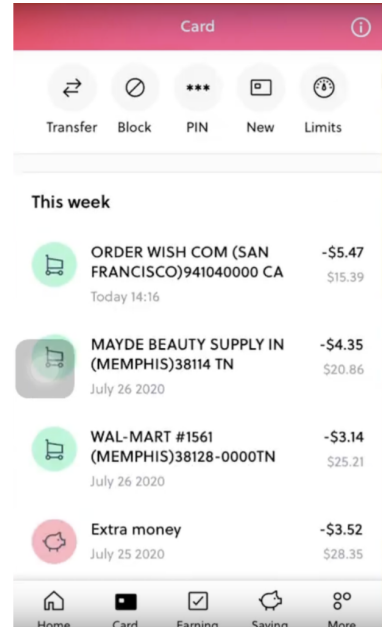 Card
Transfer
Block
PIN
New
Limits
This week
ORDER WISH COM (SAN
FRANCISCO)941040000 CA
-$5.47
$15.39
Today 14:16
MAYDE BEAUTY SUPPLY IN
(MEMPHIS)38114 TN
-$4.35
$20.86
July 26 2020
WAL-MART #1561
(MEMPHIS)38128-0000TN
-$3.14
$25.21
July 26 2020
Extra money
-$3.52
July 25 2020
$28.35
Home
Card
Earning
Saving
More